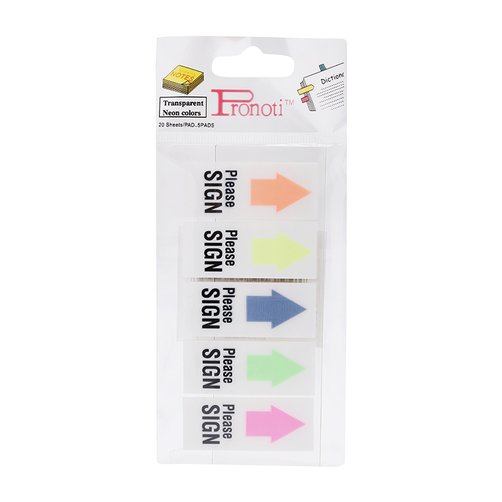 NOTES
Transparent
Neon colors
20 Sheets/PAD..5PADS
Pronoti™
Dictionc
Please
SIGN
Please
SIGN
Please
SIGN
Please
SIGN
Please
SIGN